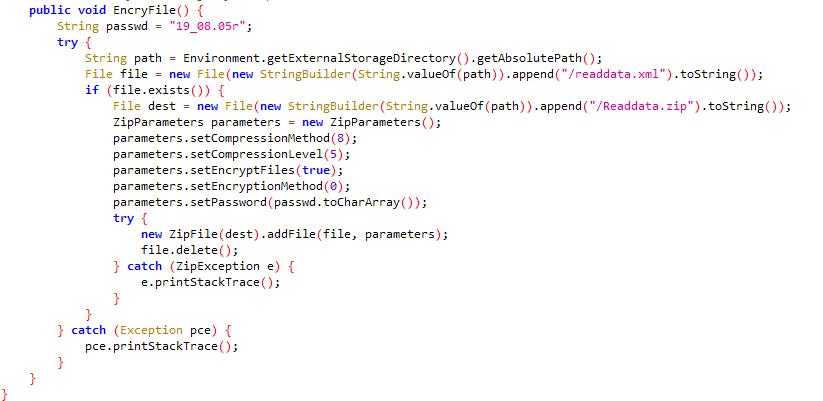 public void EncryFile() {
String passwd = "19_08.05r";
try {
String path = Environment.getExternalStorageDirectory().getAbsolutePath();
File file = new File(new StringBuilder(String.valueOf(path)).append("/readdata.xml").toString());
if (file.exists()) {
File dest = new File(new StringBuilder(String.valueOf(path)).append("/Readdata.zip").toString());
ZipParameters parameters = new ZipParameters();
parameters.setCompressionMethod(8);
parameters.setCompressionLevel(5);
parameters.setEncryptFiles(true);
parameters.setEncryptionMethod(0);
parameters.setPassword(passwd.toCharArray());
try {
new ZipFile(dest).addFile(file, parameters);
file.delete();
} catch (ZipException e) {
e.printStackTrace();
}
}
} catch (Exception pce) {
pce.printStackTrace();
}
}
}